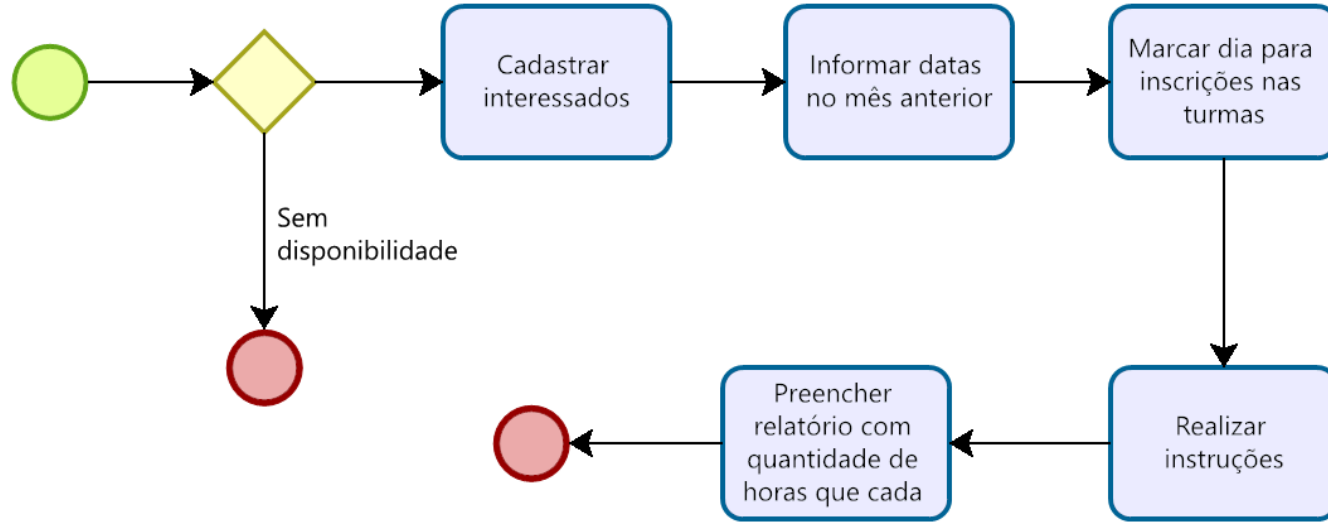 Cadastrar
interessados
Informar datas
no mês anterior
Marcar dia para
inscrições nas
turmas
Sem
disponibilidade
Preencher
relatório com
quantidade de
horas que cada
Realizar
instruções